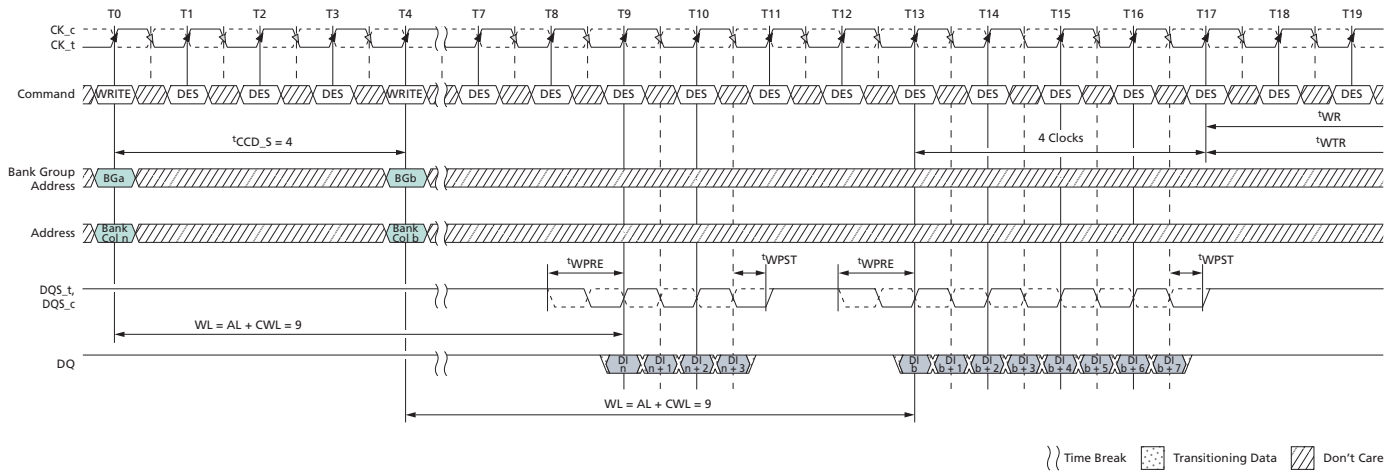 T0 T1 T2 T3 T4 T7 T8 T9 T10 T11 T12 T13 T14 T15 T16 T17 T18 T19
CK_c
CK_t
Command WRITE DES DES DES WRITE DES DES DES DES DES DES DES DES DES DES DES DES DES
tWR
tCCD_S = 4 4 Clocks tWTR
Bank Group
Address BGa BGb
Address Bank Col n Bank Col b
tWPRE tWPST tWPRE tWPST
DQS_t,
DQS_c
WL = AL + CWL = 9
DQ DI n DI n + 1 DI n + 2 DI n + 3 DI b DI b + 1 DI b + 2 DI b + 3 DI b + 4 DI b + 5 DI b + 6 DI b + 7
WL = AL + CWL = 9
Time Break Transitioning Data Don't Care